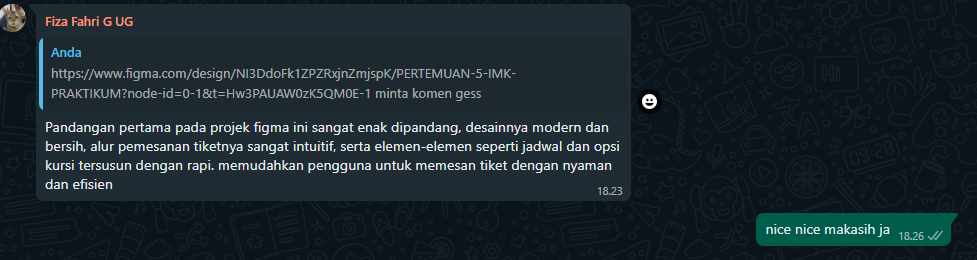 Fiza Fahri G UG
Anda
https://www.figma.com/design/NI3DdoFk1ZPZRxjnZmjspK/PERTEMUAN-5-IMK-
PRAKTIKUM?node-id=0-1&t=Hw3PAUAW0zK5QM0E-1 minta komen gess
Pandangan pertama pada projek figma ini sangat enak dipandang, desainnya modern dan
bersih, alur pemesanan tiketnya sangat intuitif, serta elemen-elemen seperti jadwal dan opsi
kursi tersusun dengan rapi. memudahkan pengguna untuk memesan tiket dengan nyaman
dan efisien
18.23
nice nice makasih ja 18.26